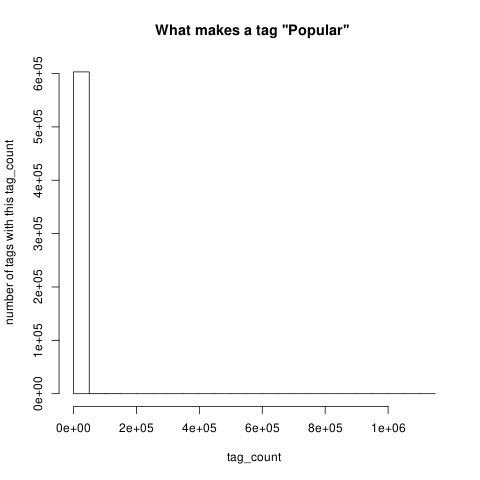 What makes a tag "Popular"
number of tags with this tag_count
6e+05
5e+05
4e+05
3e+05
2e+05
1e+05
0e+00
0e+00 2e+05 4e+05 6e+05 8e+05 1e+06
tag_count